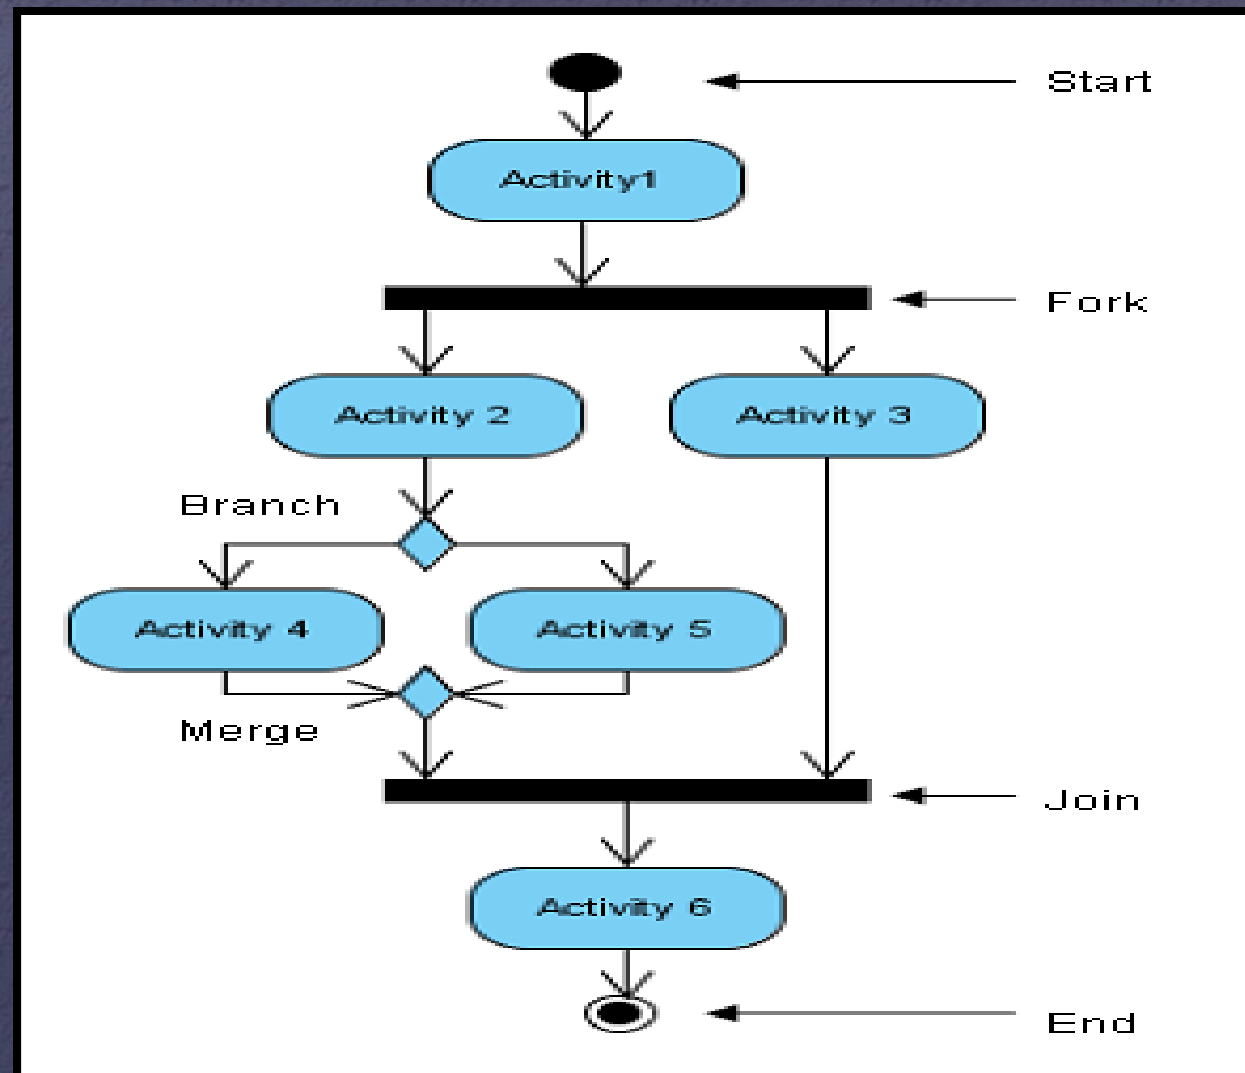 Start
Activity1
Fork
Activity 2
Activity 3
Branch
Activity 4
Activity 5
Merge
Join
Activity 6
End